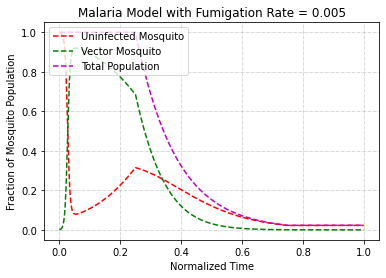 Malaria Model with Fumigation Rate = 0.005
Fraction of Mosquito Population
1.0
0.8
0.6
0.4
0.2
0.0
Uninfected Mosquito
Vector Mosquito
Total Population
0.0 0.2 0.4 0.6 0.8 1.0
Normalized Time